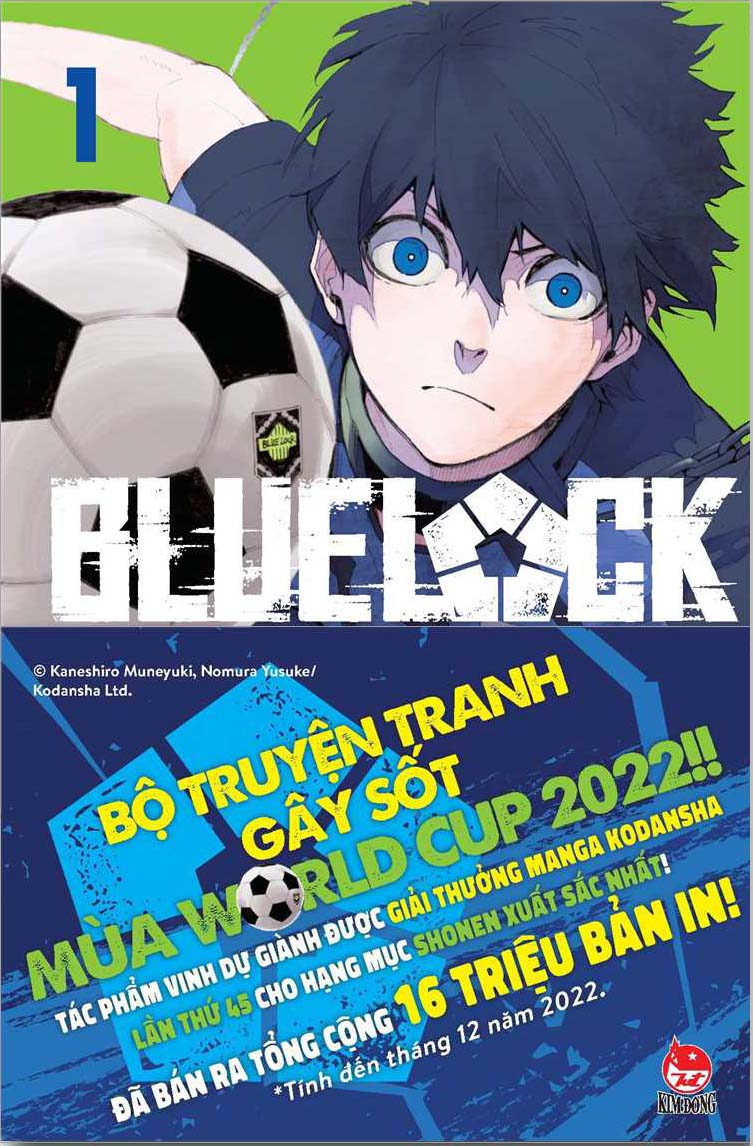 1
BLUE LOCK
BLUELOCK
© Kaneshiro Muneyuki, Nomura Yusuke/
Kodansha Ltd.
BỘ TRUYỆN TRANH
GÂY SỐT
MÙA WORLD CUP 2022!!
TÁC PHẨM VINH DỰ GIÀNH ĐƯỢC GIẢI THƯỞNG MANGA KODANSHA
LẦN THỨ 45 CHO HẠNG MỤC SHONEN XUẤT SẮC NHẤT!
ĐÃ BÁN RA TỔNG CỘNG 16 TRIỆU BẢN IN!
*Tính đến tháng 12 năm 2022.
KIM ĐỒNG